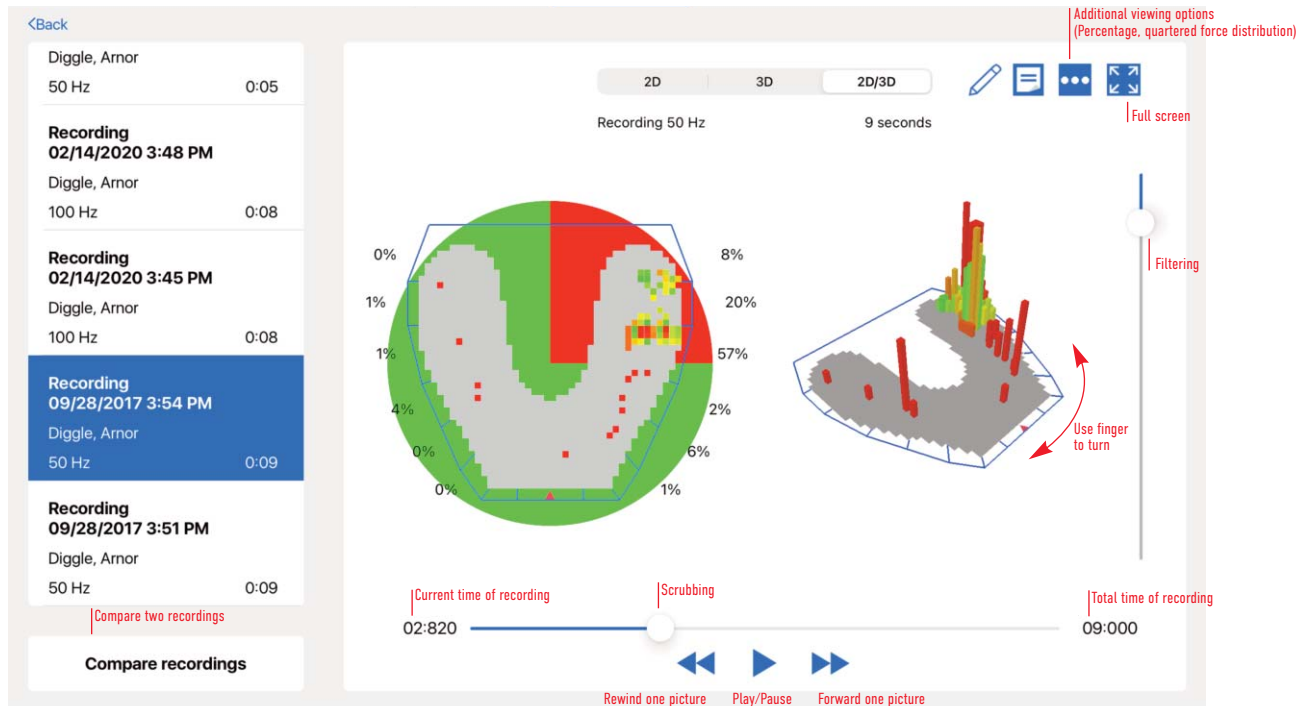 Additional viewing options
(Percentage, quartered force distribution)
<Back
Diggle, Arnor
50 Hz 0:05
Recording
02/14/2020 3:48 PM
Diggle, Arnor
100 Hz 0:08
Recording
02/14/2020 3:45 PM
Diggle, Arnor
100 Hz 0:08
Recording
09/28/2017 3:54 PM
Diggle, Arnor
50 Hz 0:09
Recording
09/28/2017 3:51 PM
Diggle, Arnor
50 Hz 0:09
Compare two recordings
Compare recordings
2D 3D 2D/3D
Full screen
Recording 50 Hz 9 seconds
0% 8%
1% 20%
1% 57%
4% 2%
0% 6%
0% 1%
Filtering
Use finger
to turn
Current time of recording
Scrubbing
Total time of recording
02:820 09:000
Rewind one picture Play/Pause Forward one picture